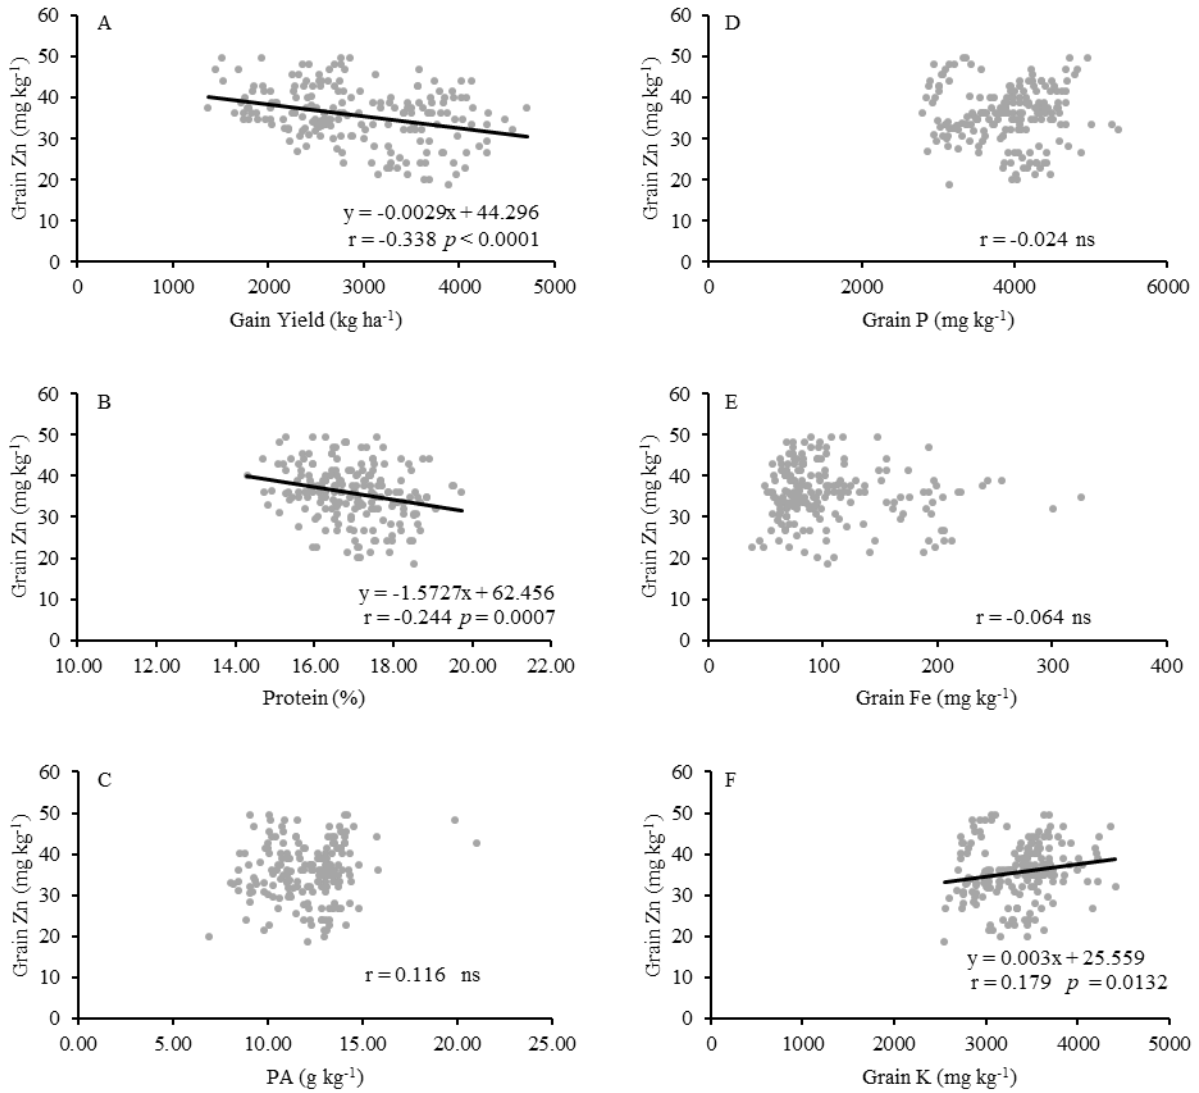 A
Grain Zn (mg kg⁻¹)
60
50
40
30
20
10
0
y = -0.0029x + 44.296
r = -0.338 p < 0.0001
0 1000 2000 3000 4000 5000
Gain Yield (kg ha⁻¹)
D
Grain Zn (mg kg⁻¹)
60
50
40
30
20
10
0
r = -0.024 ns
0 2000 4000 6000
Grain P (mg kg⁻¹)
B
Grain Zn (mg kg⁻¹)
60
50
40
30
20
10
0
y = -1.5727x + 62.456
r = -0.244 p = 0.0007
10.00 12.00 14.00 16.00 18.00 20.00 22.00
Protein (%)
E
Grain Zn (mg kg⁻¹)
60
50
40
30
20
10
0
r = -0.064 ns
0 100 200 300 400
Grain Fe (mg kg⁻¹)
C
Grain Zn (mg kg⁻¹)
60
50
40
30
20
10
0
r = 0.116 ns
0.00 5.00 10.00 15.00 20.00 25.00
PA (g kg⁻¹)
F
Grain Zn (mg kg⁻¹)
60
50
40
30
20
10
0
y = 0.003x + 25.559
r = 0.179 p = 0.0132
0 1000 2000 3000 4000 5000
Grain K (mg kg⁻¹)